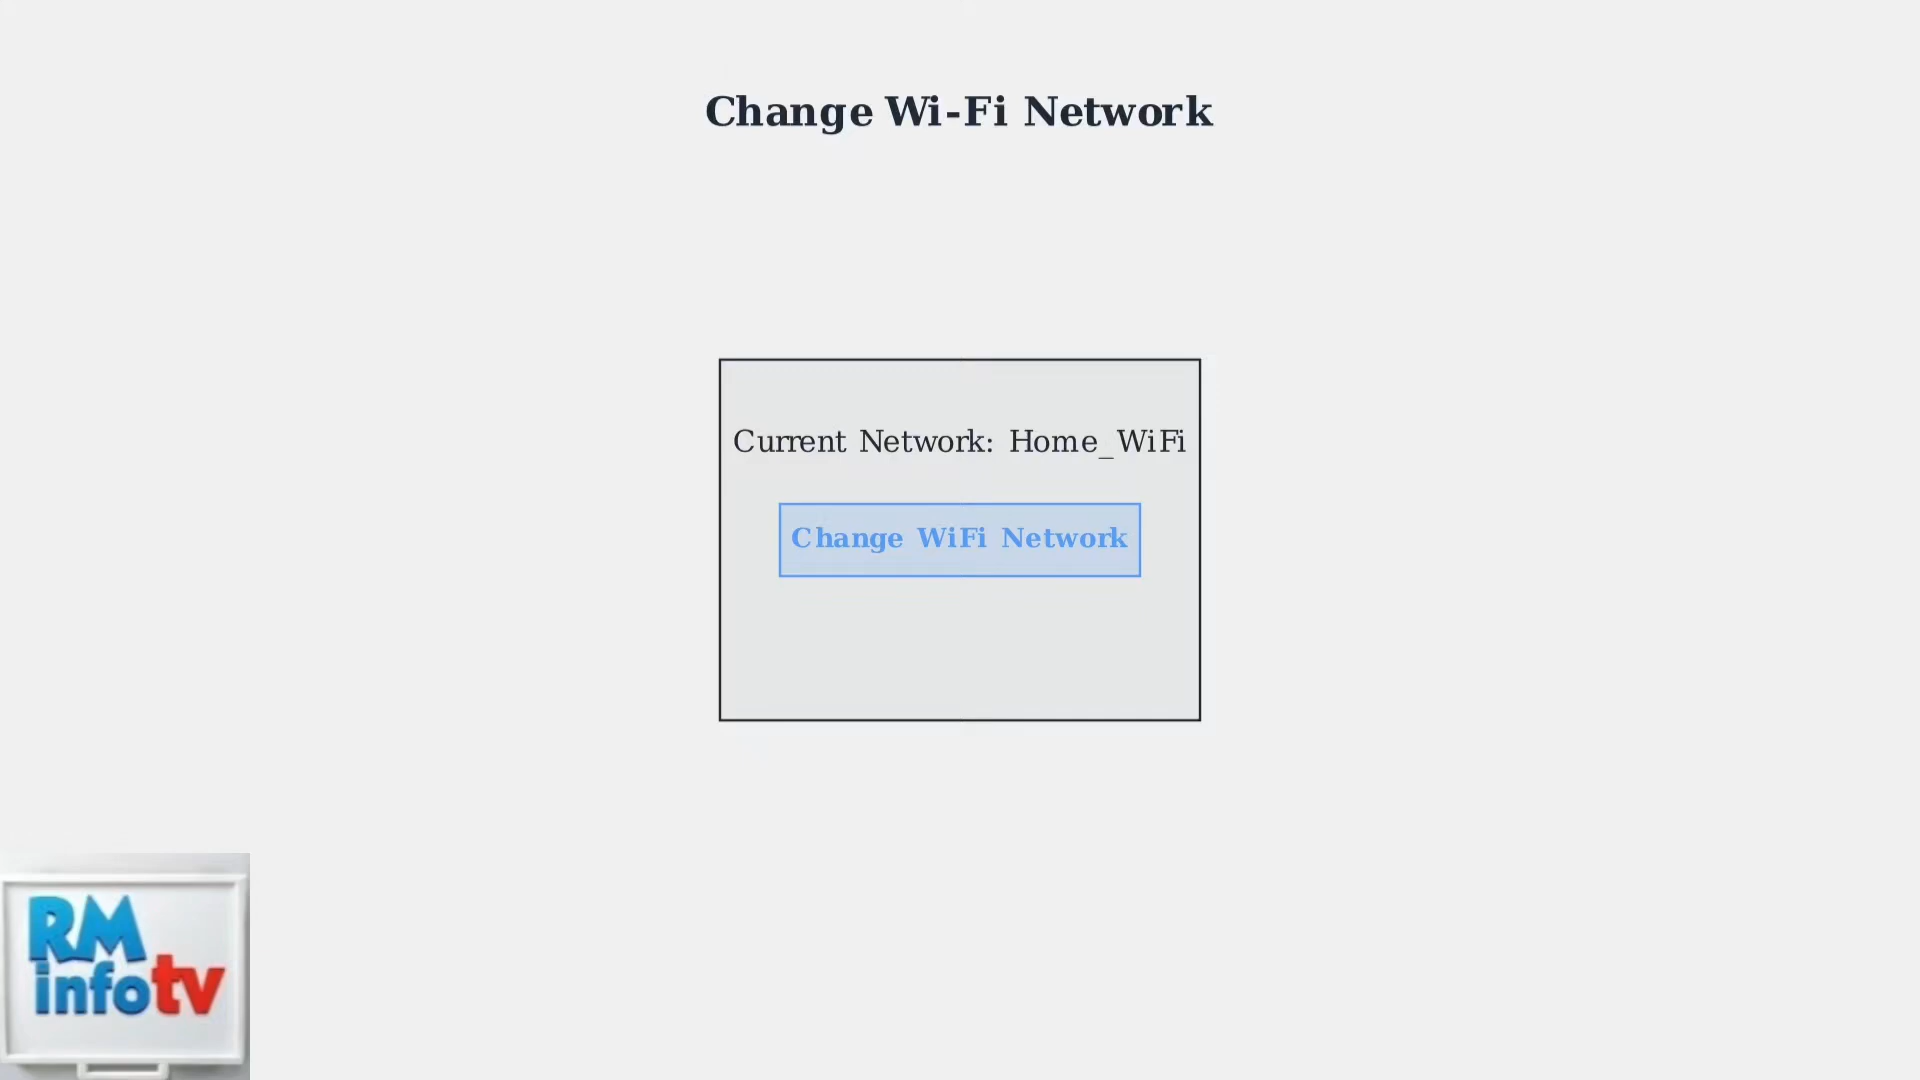 Change Wi-Fi Network
Current Network: Home_WiFi
Change WiFi Network
RM
infotv